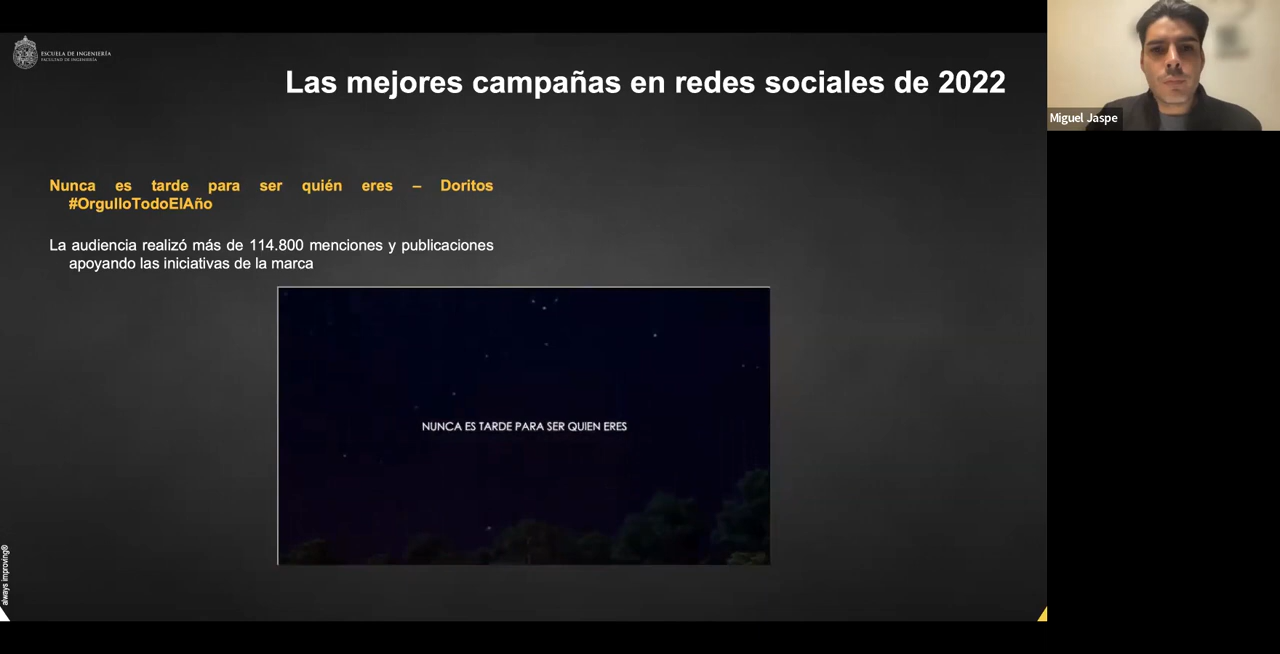 ESCUELA DE INGENIERÍA
FACULTAD DE INGENIERÍA
Las mejores campañas en redes sociales de 2022
Miguel Jaspe
Nunca es tarde para ser quién eres – Doritos
#OrgulloTodoElAño
La audiencia realizó más de 114.800 menciones y publicaciones
apoyando las iniciativas de la marca
NUNCA ES TARDE PARA SER QUIEN ERES
always improving®